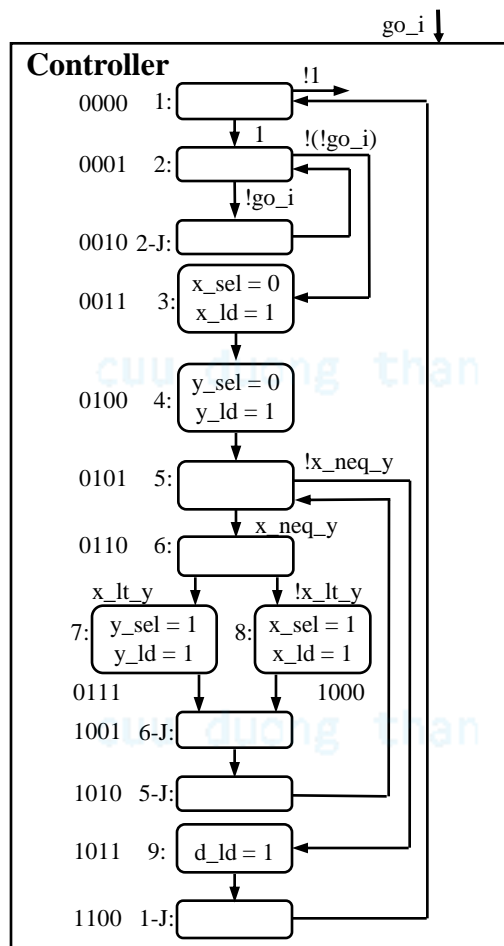 go_i
Controller
!1
0000 1:
1
!(!go_i)
0001 2:
!go_i
0010 2-J:
x_sel = 0
0011 3:
x_ld = 1
cuu duong than
y_sel = 0
0100 4:
y_ld = 1
!x_neq_y
0101 5:
x_neq_y
0110 6:
x_lt_y !x_lt_y
7: y_sel = 1 8: x_sel = 1
y_ld = 1 x_ld = 1
0111 1000
1001 6-J:
cuu duong than
1010 5-J:
1011 9: d_ld = 1
1100 1-J: